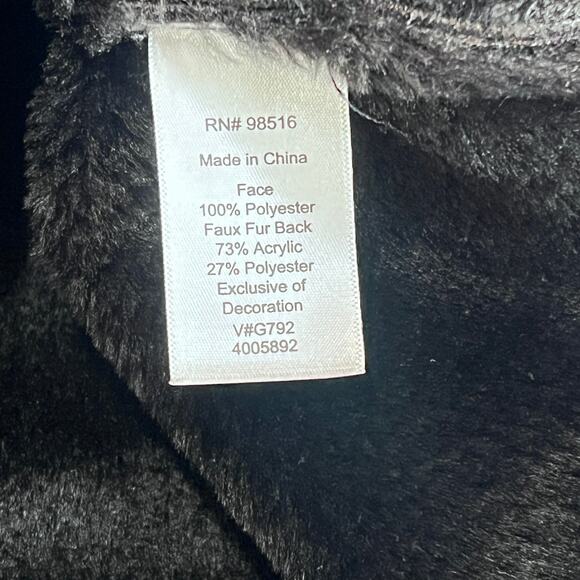 RN# 98516
Made in China
Face
100% Polyester
Faux Fur Back
73% Acrylic
27% Polyester
Exclusive of
Decoration
V#G792
4005892